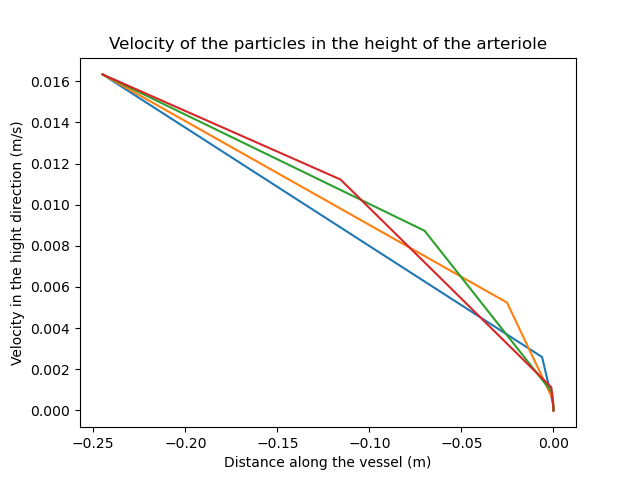 Velocity of the particles in the height of the arteriole
Velocity in the hight direction (m/s)
0.016
0.014
0.012
0.010
0.008
0.006
0.004
0.002
0.000
−0.25 −0.20 −0.15 −0.10 −0.05 0.00
Distance along the vessel (m)